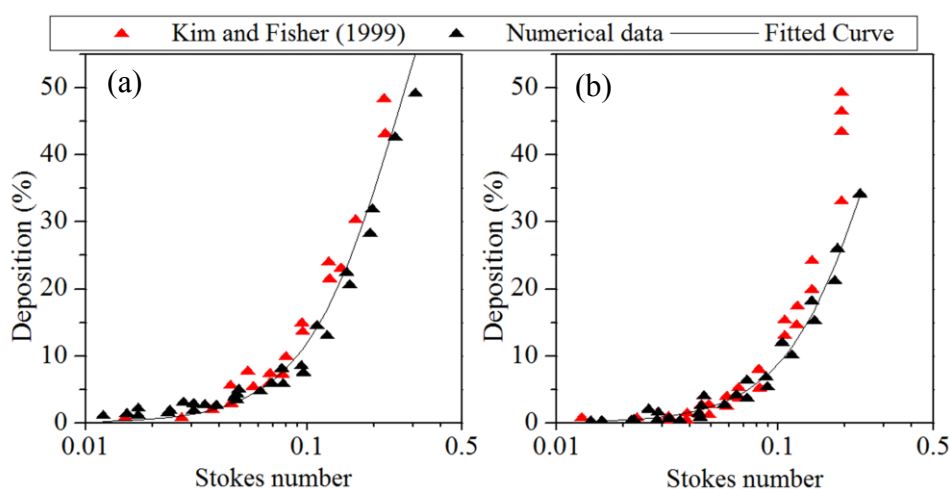 Kim and Fisher (1999) Numerical data Fitted Curve
(a)
50
40
30
20
10
0
0.01 0.1 0.5
Deposition (%)
Stokes number
(b)
50
40
30
20
10
0
0.01 0.1 0.5
Deposition (%)
Stokes number